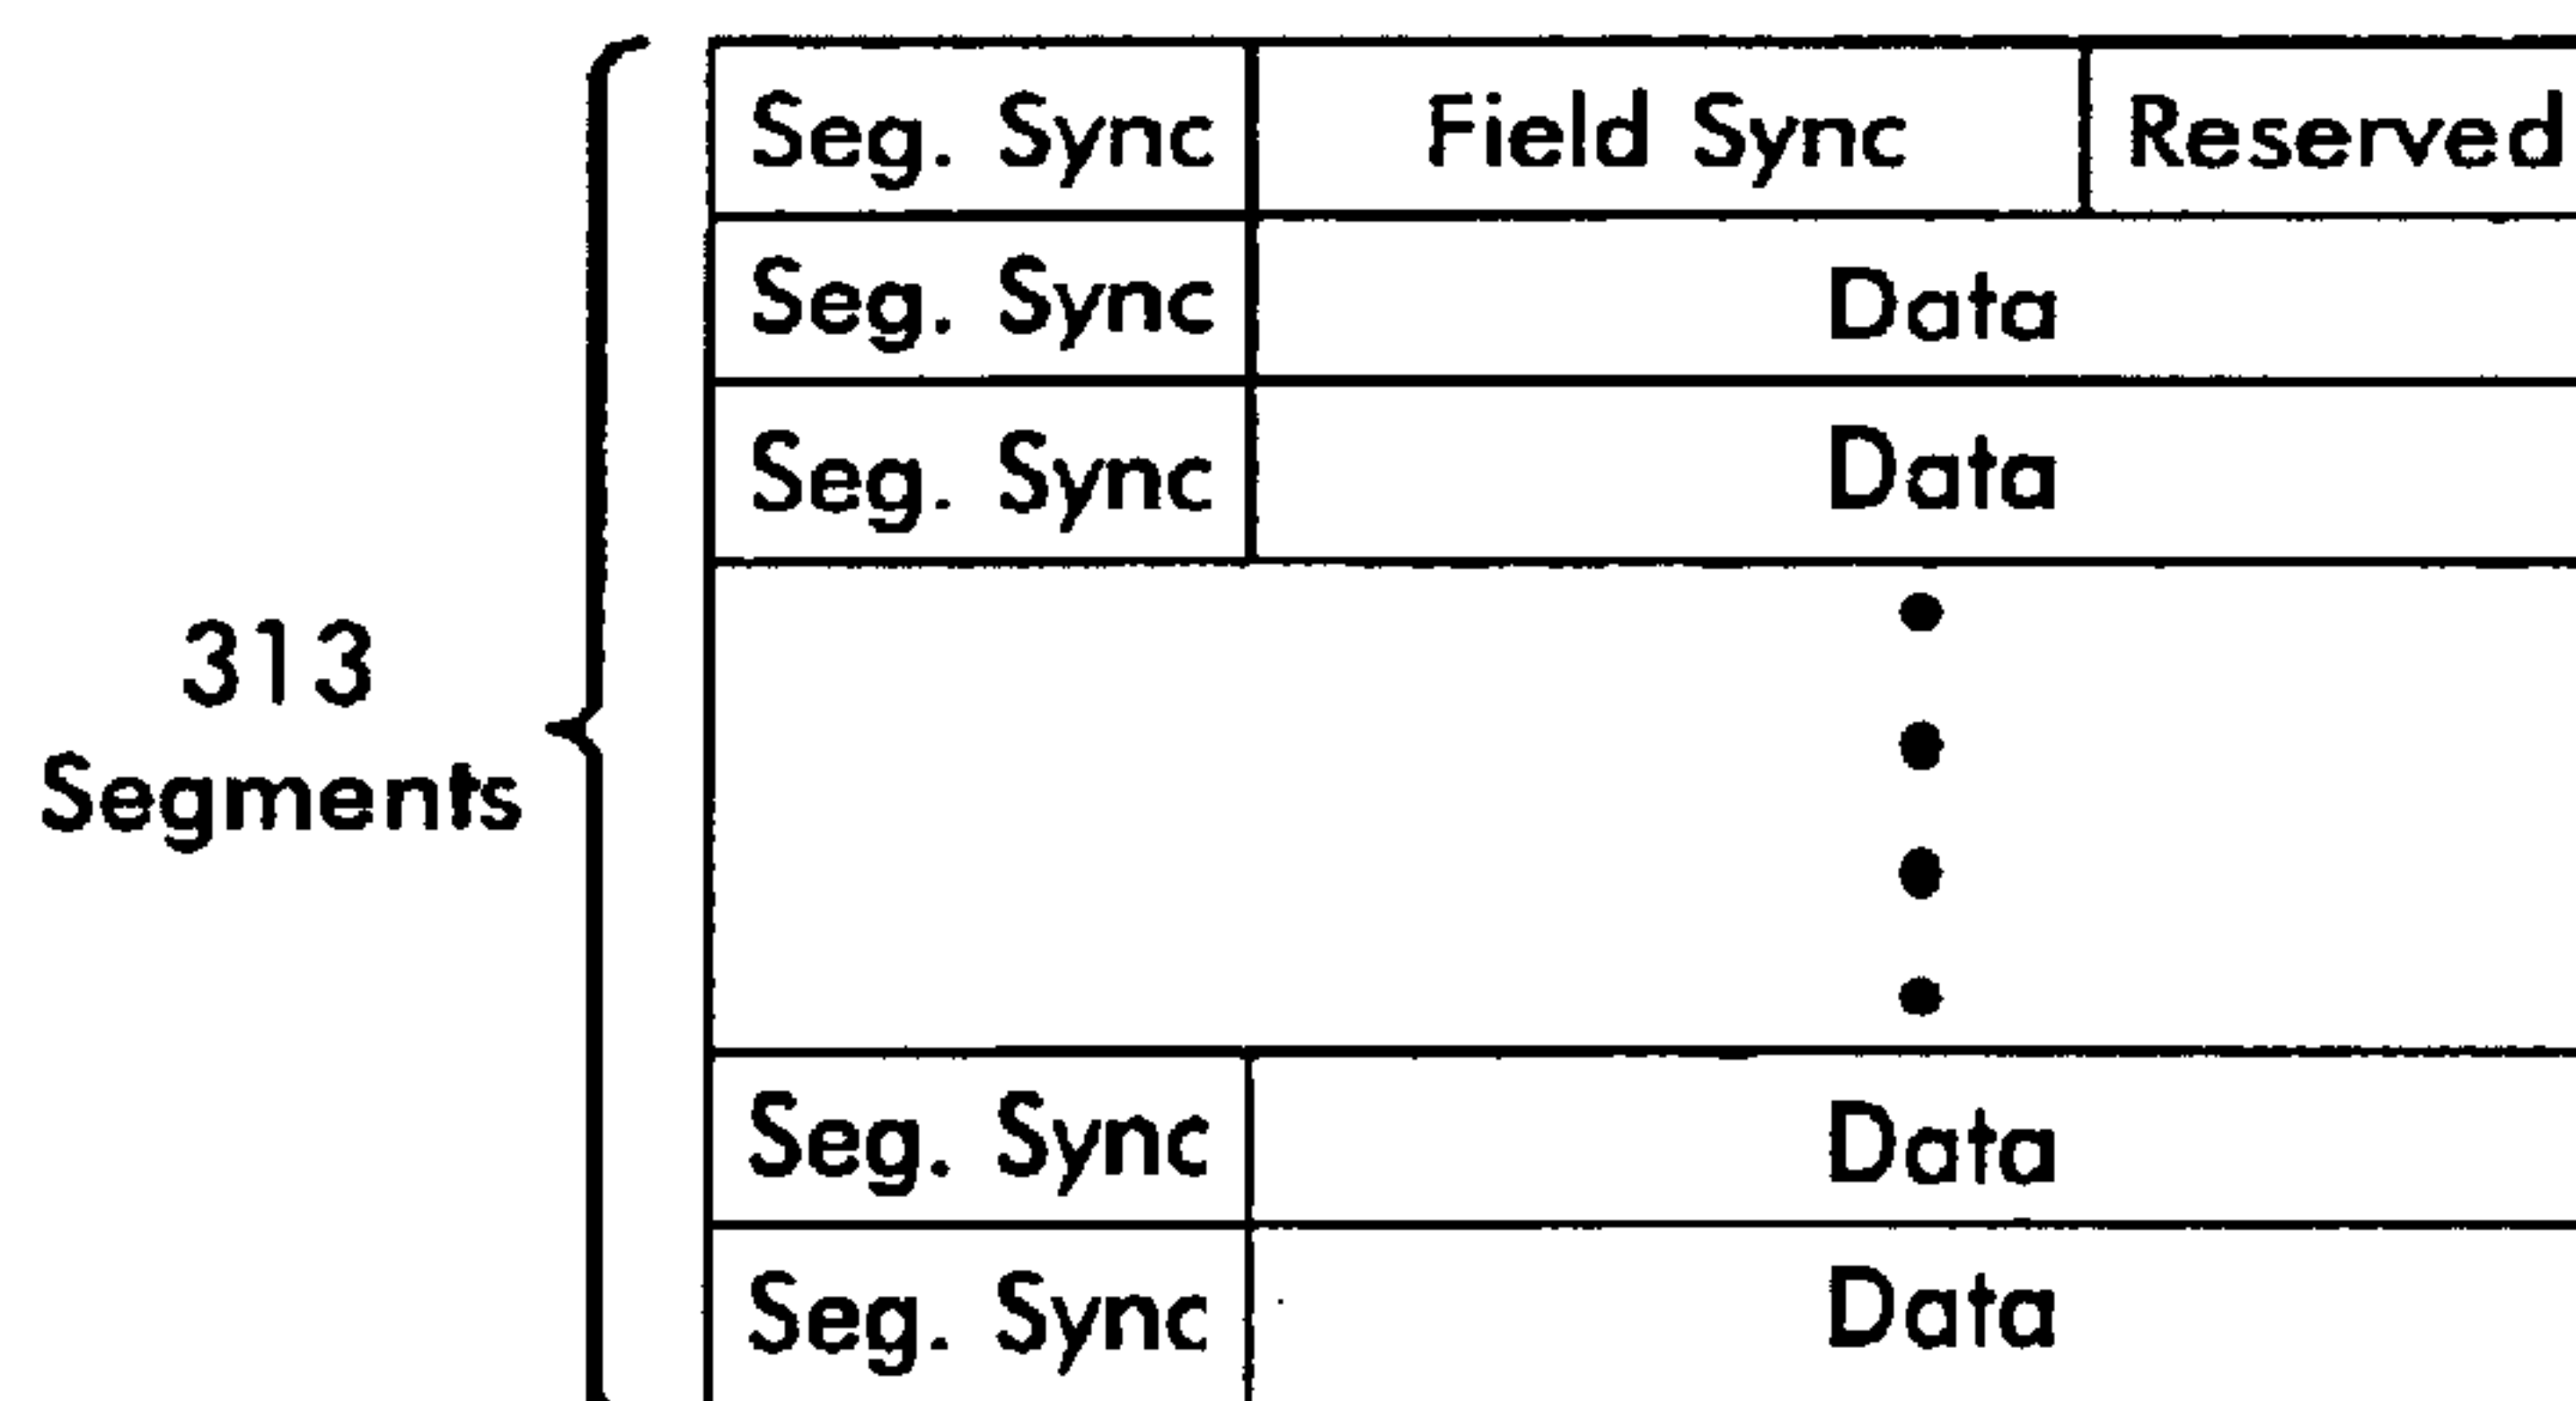 Seg. Sync Field Sync Reserved
Seg. Sync Data
Seg. Sync Data
313
Segments
Seg. Sync Data
Seg. Sync Data